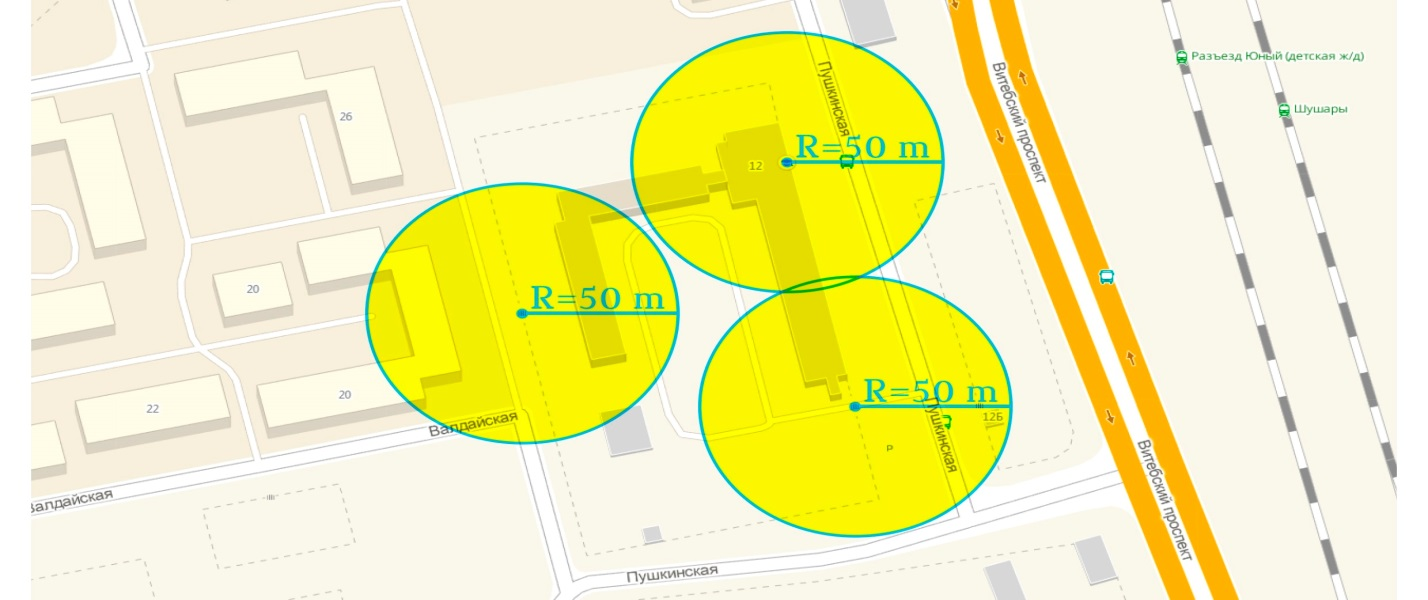 Разъезд Юный (детская ж/д)
Шушары
Витебский проспект
Пушкинская
26
12
R=50 m
20
R=50 m
20
22
R=50 m
12Б
Валдайская
Пушкинская
P
Валдайская
Витебский проспект
Пушкинская